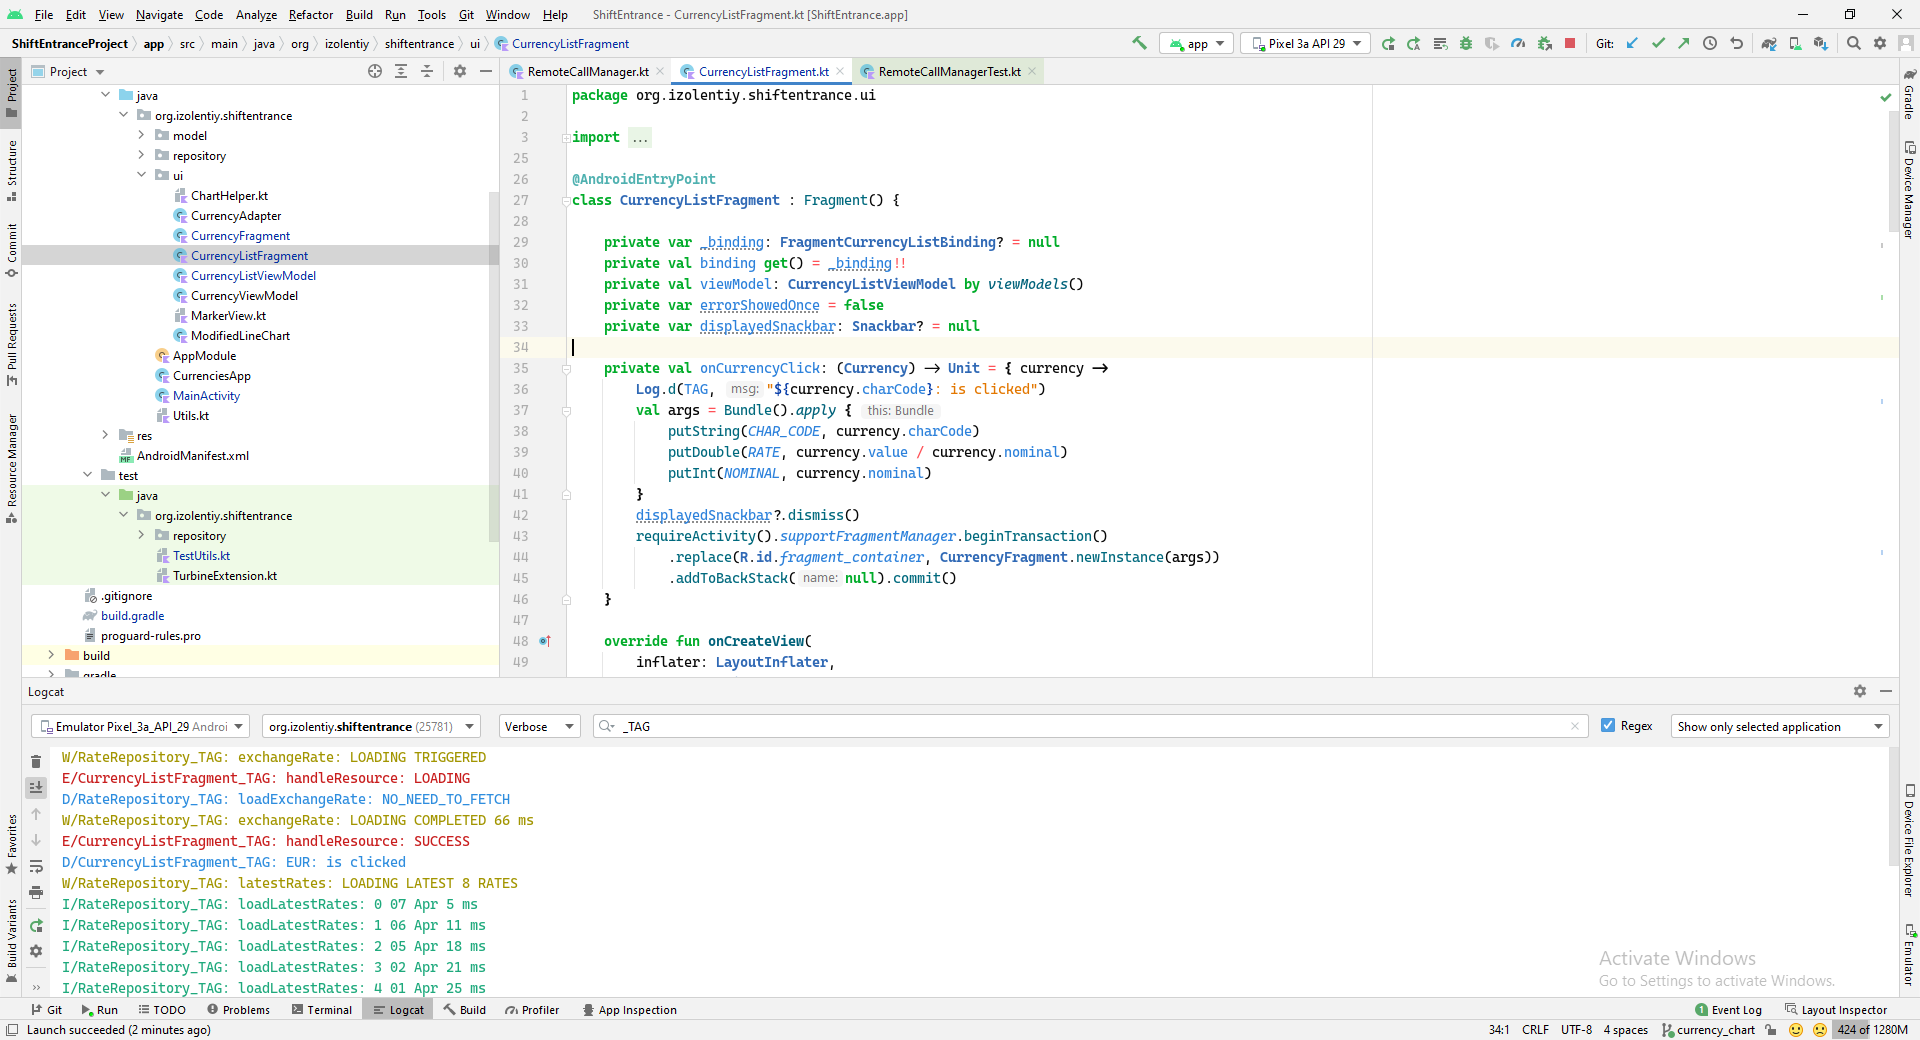 File Edit View Navigate Code Analyze Refactor Build Run Tools Git Window Help ShiftEntrance - CurrencyListFragment.kt [ShiftEntrance.app]
ShiftEntranceProject app src main java org izolentiy shiftentrance ui CurrencyListFragment app Pixel 3a API 29 Git:
Project
RemoteCallManager.kt CurrencyListFragment.kt RemoteCallManagerTest.kt
java
org.izolentiy.shiftentrance
model
repository
ui
ChartHelper.kt
CurrencyAdapter
CurrencyFragment
CurrencyListFragment
CurrencyListViewModel
CurrencyViewModel
MarkerView.kt
ModifiedLineChart
AppModule
CurrenciesApp
MainActivity
Utils.kt
res
AndroidManifest.xml
test
java
org.izolentiy.shiftentrance
repository
TestUtils.kt
TurbineExtension.kt
.gitignore
build.gradle
proguard-rules.pro
build
gradle
1 package org.izolentiy.shiftentrance.ui
2
3 import ...
25
26 @AndroidEntryPoint
27 class CurrencyListFragment : Fragment() {
28
29 private var _binding: FragmentCurrencyListBinding? = null
30 private val binding get() = _binding!!
31 private val viewModel: CurrencyListViewModel by viewModels()
32 private var errorShowedOnce = false
33 private var displayedSnackbar: Snackbar? = null
34
35 private val onCurrencyClick: (Currency) -> Unit = { currency ->
36 Log.d(TAG, msg: "${currency.charCode}: is clicked")
37 val args = Bundle().apply { this: Bundle
38 putString(CHAR_CODE, currency.charCode)
39 putDouble(RATE, currency.value / currency.nominal)
40 putInt(NOMINAL, currency.nominal)
41 }
42 displayedSnackbar?.dismiss()
43 requireActivity().supportFragmentManager.beginTransaction()
44 .replace(R.id.fragment_container, CurrencyFragment.newInstance(args))
45 .addToBackStack( name: null).commit()
46 }
47
48 override fun onCreateView(
49 inflater: LayoutInflater,
Project
Structure
Commit
Pull Requests
Resource Manager
Favorites
Build Variants
Gradle
Device Manager
Device File Explorer
Emulator
Logcat
Emulator Pixel_3a_API_29 Androi org.izolentiy.shiftentrance (25781) Verbose _TAG Regex Show only selected application
W/RateRepository_TAG: exchangeRate: LOADING TRIGGERED
E/CurrencyListFragment_TAG: handleResource: LOADING
D/RateRepository_TAG: loadExchangeRate: NO_NEED_TO_FETCH
W/RateRepository_TAG: exchangeRate: LOADING COMPLETED 66 ms
E/CurrencyListFragment_TAG: handleResource: SUCCESS
D/CurrencyListFragment_TAG: EUR: is clicked
W/RateRepository_TAG: latestRates: LOADING LATEST 8 RATES
I/RateRepository_TAG: loadLatestRates: 0 07 Apr 5 ms
I/RateRepository_TAG: loadLatestRates: 1 06 Apr 11 ms
I/RateRepository_TAG: loadLatestRates: 2 05 Apr 18 ms
I/RateRepository_TAG: loadLatestRates: 3 02 Apr 21 ms
I/RateRepository_TAG: loadLatestRates: 4 01 Apr 25 ms
Activate Windows
Go to Settings to activate Windows.
Git Run TODO Problems Terminal Logcat Build Profiler App Inspection 1 Event Log Layout Inspector
Launch succeeded (2 minutes ago) 34:1 CRLF UTF-8 4 spaces currency_chart 424 of 1280M